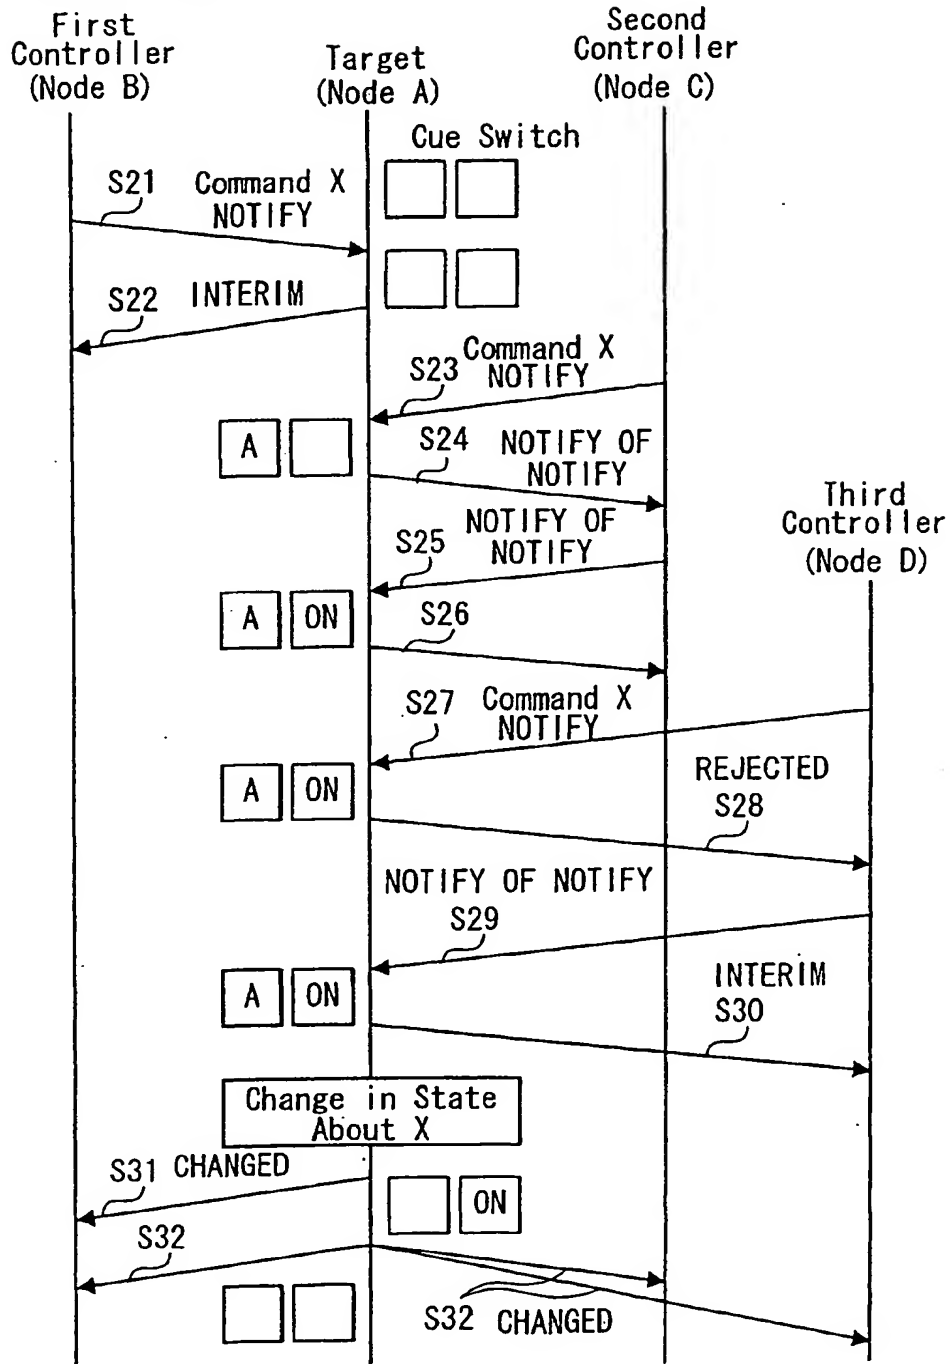 First
Controller
(Node B)
Target
(Node A)
Second
Controller
(Node C)
Cue Switch
S21
Command X
NOTIFY
S22
INTERIM
Command X
NOTIFY
S23
A
S24
NOTIFY OF
NOTIFY
Third
Controller
(Node D)
NOTIFY OF
NOTIFY
S25
A
ON
S26
S27
Command X
NOTIFY
A
ON
REJECTED
S28
NOTIFY OF NOTIFY
S29
A
ON
INTERIM
S30
Change in State
About X
S31
CHANGED
ON
S32
S32
CHANGED